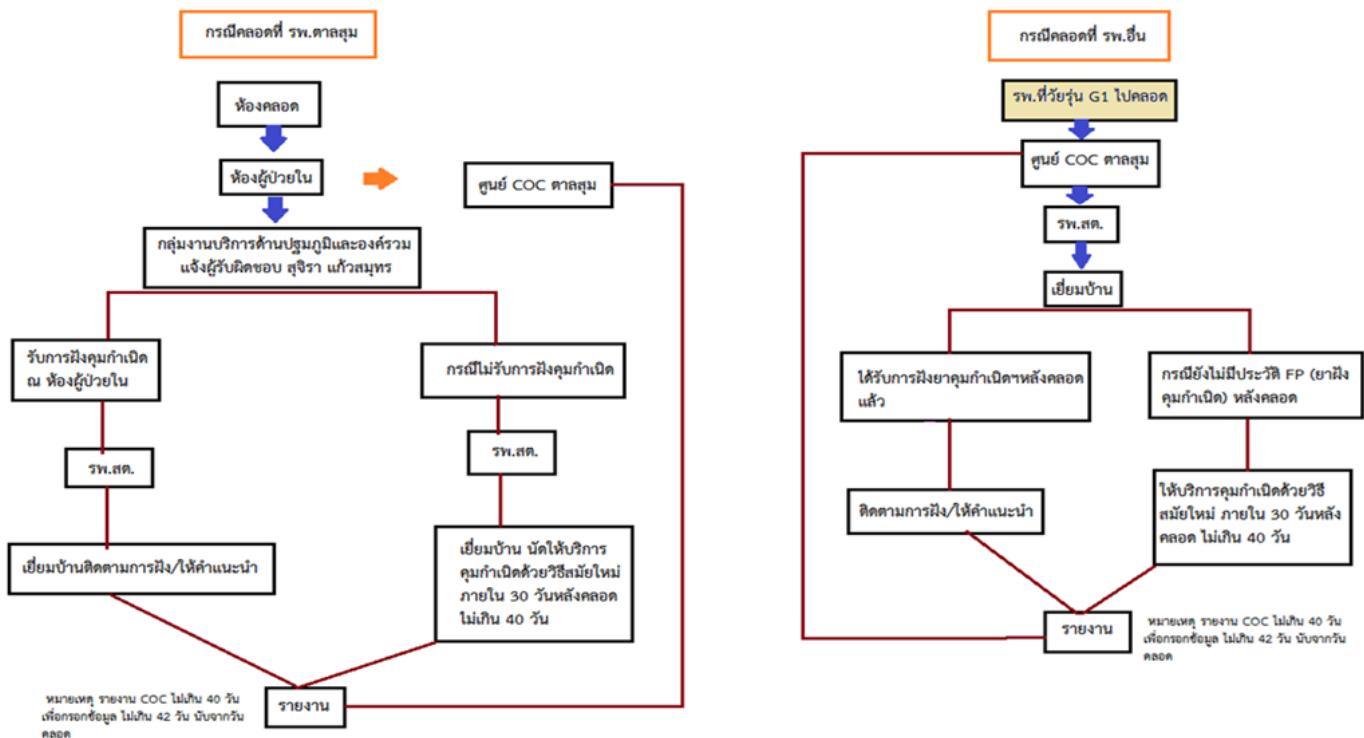 กรณีคลอดที่ รพ.ตาลสุม
ห้องคลอด
ห้องผู้ป่วยใน
ศูนย์ COC ตาลสุม
กลุ่มงานบริการด้านปฐมภูมิและองค์รวม
แจ้งผู้รับผิดชอบ สุจิรา แก้วสมุทร
รับการฝังคุมกำเนิด
ณ ห้องผู้ป่วยใน
กรณีไม่รับการฝังคุมกำเนิด
รพ.สต.
รพ.สต.
เยี่ยมบ้านติดตามการฝัง/ให้คำแนะนำ
เยี่ยมบ้าน นัดให้บริการ
คุมกำเนิดด้วยวิธีสมัยใหม่
ภายใน 30 วันหลังคลอด
ไม่เกิน 40 วัน
รายงาน
หมายเหตุ รายงาน COC ไม่เกิน 40 วัน
เพื่อกรอกข้อมูล ไม่เกิน 42 วัน นับจากวัน
คลอด
กรณีคลอดที่ รพ.อื่น
รพ.ที่วัยรุ่น G1 ไปคลอด
ศูนย์ COC ตาลสุม
รพ.สต.
เยี่ยมบ้าน
ได้รับการฝังยาคุมกำเนิดฯหลังคลอด
แล้ว
กรณียังไม่มีประวัติ FP (ยาฝัง
คุมกำเนิด) หลังคลอด
ติดตามการฝัง/ให้คำแนะนำ
ให้บริการคุมกำเนิดด้วยวิธี
สมัยใหม่ ภายใน 30 วันหลัง
คลอด ไม่เกิน 40 วัน
รายงาน
หมายเหตุ รายงาน COC ไม่เกิน 40 วัน
เพื่อกรอกข้อมูล ไม่เกิน 42 วัน นับจากวัน
คลอด